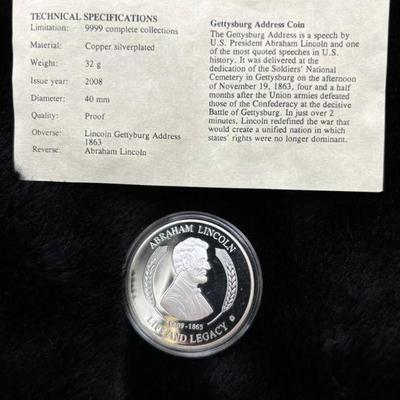 TECHNICAL SPECIFICATIONS
Limitation: 9999 complete collections
Material: Copper silverplated
Weight: 32 g
Issue year: 2008
Diameter: 40 mm
Quality: Proof
Obverse: Lincoln Gettyburg Address
1863
Reverse: Abraham Lincoln
Gettysburg Address Coin
The Gettysburg Address is a speech by
U.S. President Abraham Lincoln and one
of the most quoted speeches in U.S.
history. It was delivered at the
dedication of the Soldiers' National
Cemetery in Gettysburg on the afternoon
of November 19, 1863, four and a half
months after the Union armies defeated
those of the Confederacy at the decisive
Battle of Gettysburg. In just over 2
minutes, Lincoln redefined the war that
would create a unified nation in which
states' rights were no longer dominant.
ABRAHAM LINCOLN
1809-1865
LIFE AND LEGACY